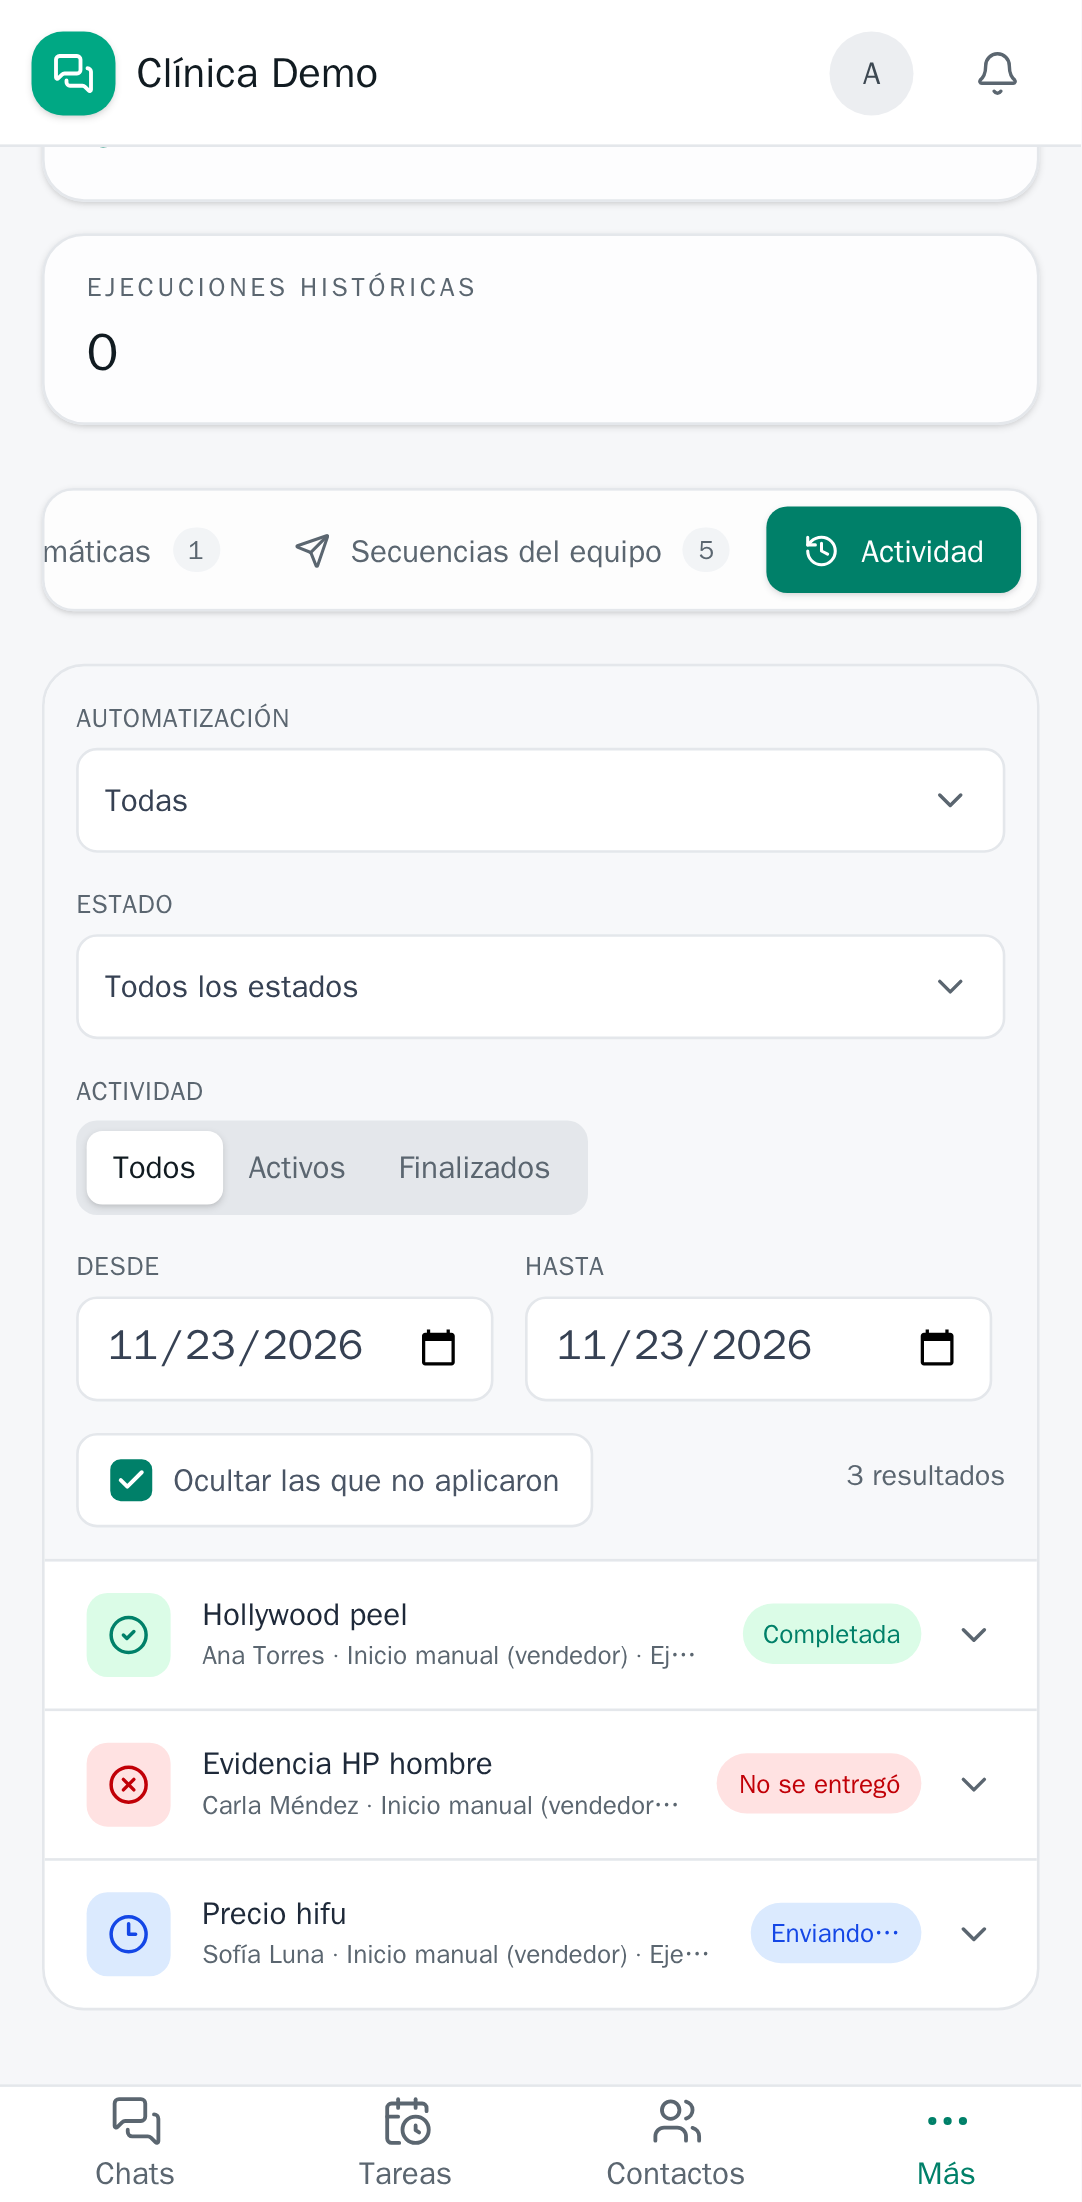 Clínica Demo
A
EJECUCIONES HISTÓRICAS
0
máticas 1 Secuencias del equipo 5 Actividad
AUTOMATIZACIÓN
Todas
ESTADO
Todos los estados
ACTIVIDAD
Todos Activos Finalizados
DESDE HASTA
11/23/2026 11/23/2026
Ocultar las que no aplicaron 3 resultados
Hollywood peel
Ana Torres · Inicio manual (vendedor) · Ej…
Completada
Evidencia HP hombre
Carla Méndez · Inicio manual (vendedor…
No se entregó
Precio hifu
Sofía Luna · Inicio manual (vendedor) · Eje…
Enviando…
Chats Tareas Contactos Más